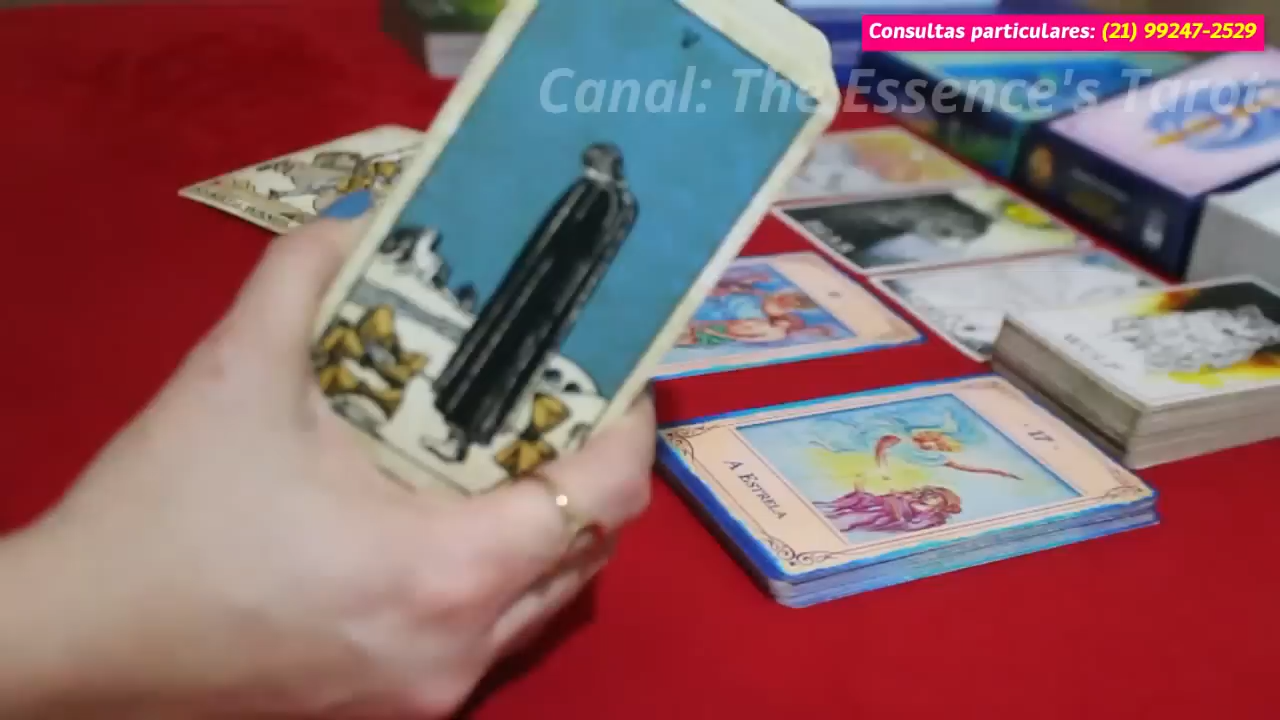 Consultas particulares: (21) 99247-2529
Canal: The Essence's Tarot
V
A ESTRELA
· 17 ·